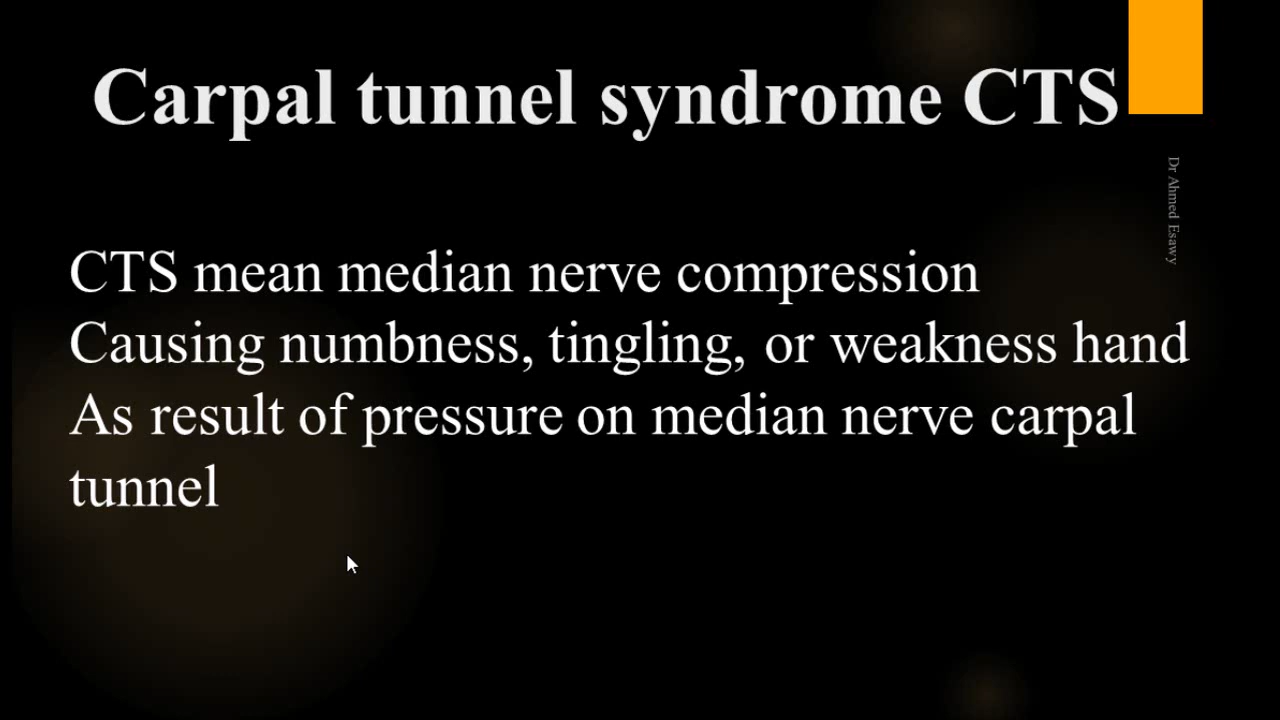 Carpal tunnel syndrome CTS
Dr Ahmed Esawy
CTS mean median nerve compression
Causing numbness, tingling, or weakness hand
As result of pressure on median nerve carpal
tunnel